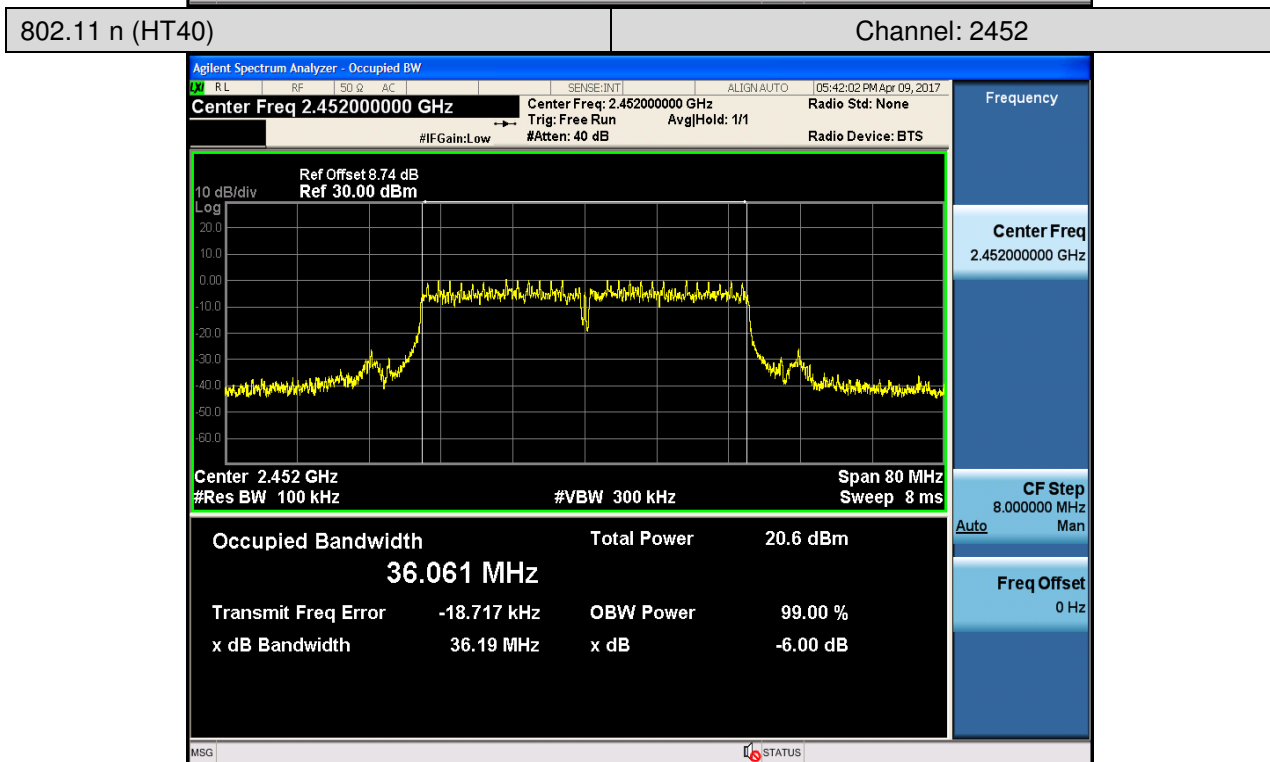 802.11 n (HT40) Channel: 2452
Agilent Spectrum Analyzer - Occupied BW
LXI RL RF 50 Ω AC SENSE:INT ALIGN AUTO 05:42:02 PM Apr 09, 2017
Center Freq 2.452000000 GHz Center Freq: 2.452000000 GHz Radio Std: None
Trig: Free Run Avg|Hold: 1/1
#IFGain:Low #Atten: 40 dB Radio Device: BTS
Frequency
Ref Offset 8.74 dB
10 dB/div Ref 30.00 dBm
Log
20.0
10.0
0.00
-10.0
-20.0
-30.0
-40.0
-50.0
-60.0
Center 2.452 GHz Span 80 MHz
#Res BW 100 kHz #VBW 300 kHz Sweep 8 ms
Center Freq
2.452000000 GHz
CF Step
8.000000 MHz
Auto Man
Freq Offset
0 Hz
Occupied Bandwidth Total Power 20.6 dBm
36.061 MHz
Transmit Freq Error -18.717 kHz OBW Power 99.00 %
x dB Bandwidth 36.19 MHz x dB -6.00 dB
MSG STATUS